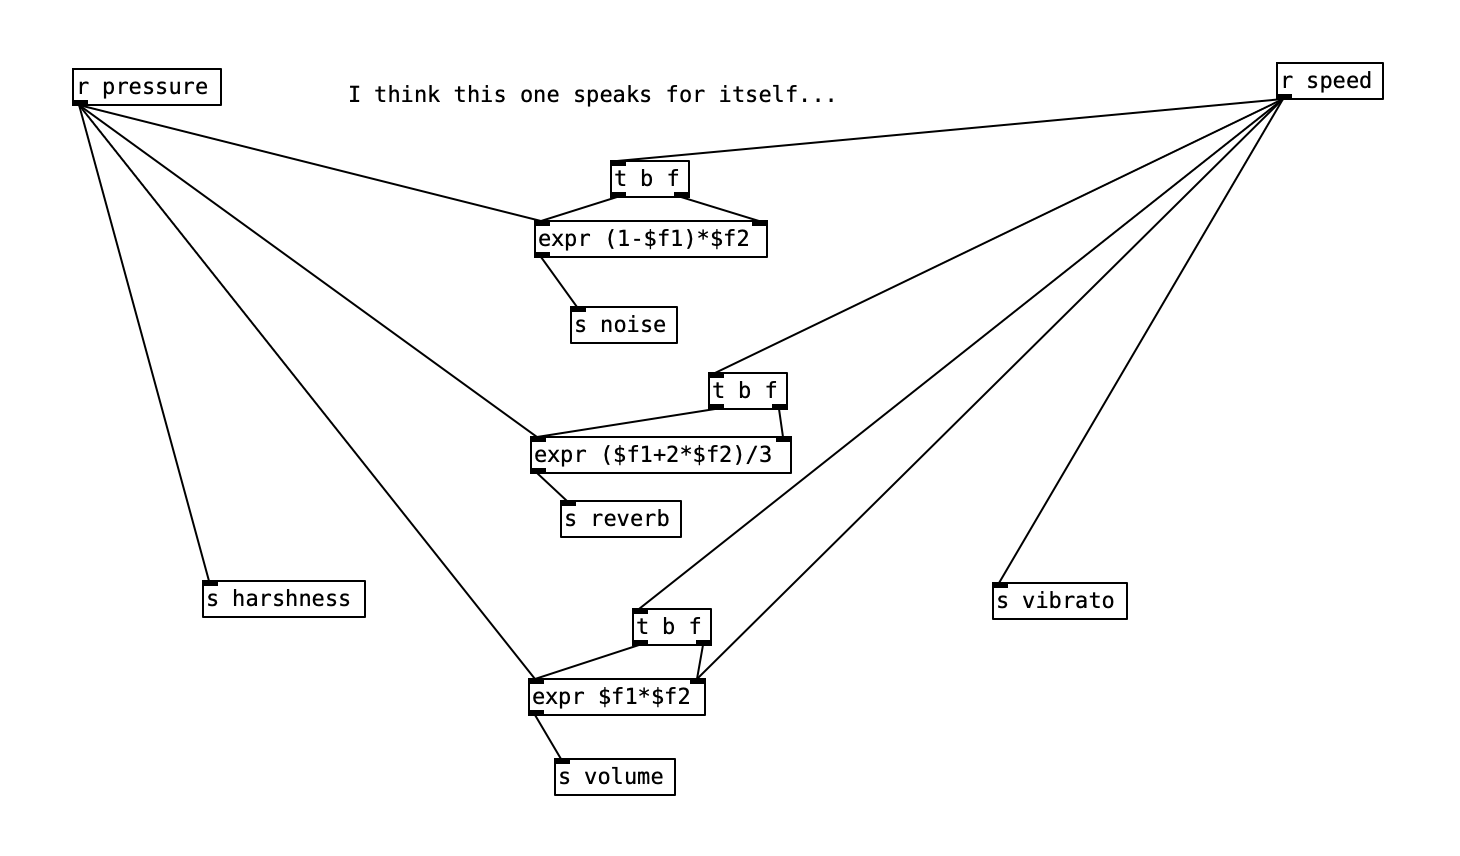 r pressure
I think this one speaks for itself...
r speed
t b f
expr (1-$f1)*$f2
s noise
t b f
expr ($f1+2*$f2)/3
s reverb
s harshness
s vibrato
t b f
expr $f1*$f2
s volume